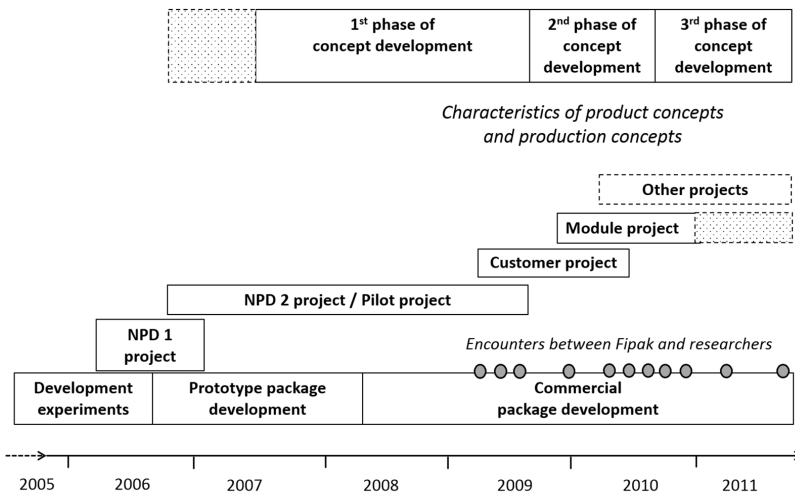 1st phase of
concept development
2nd phase of
concept
development
3rd phase of
concept
development
Characteristics of product concepts
and production concepts
Other projects
Module project
Customer project
NPD 2 project / Pilot project
NPD 1
project
Encounters between Fipak and researchers
Development
experiments
Prototype package
development
Commercial
package development
2005 2006 2007 2008 2009 2010 2011